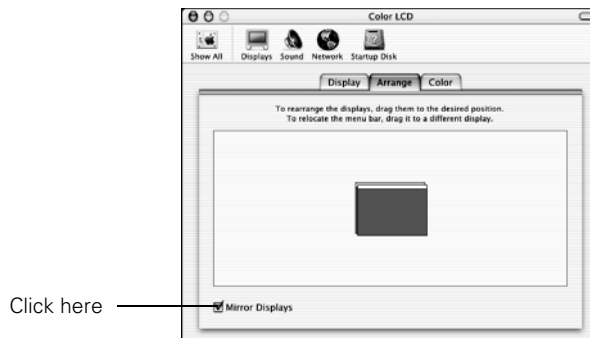 Color LCD
Show All Displays Sound Network Startup Disk
Display Arrange Color
To rearrange the displays, drag them to the desired position.
To relocate the menu bar, drag it to a different display.
Click here
Mirror Displays